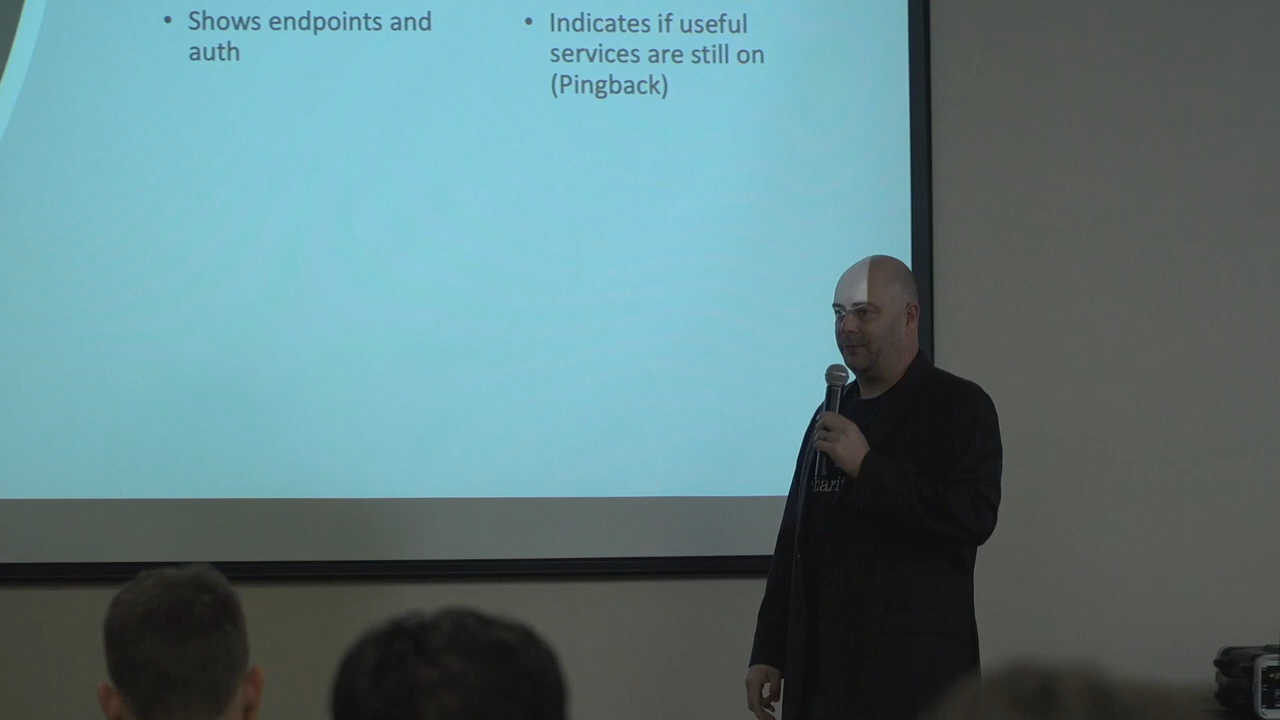 • Shows endpoints and
auth
• Indicates if useful
services are still on
(Pingback)